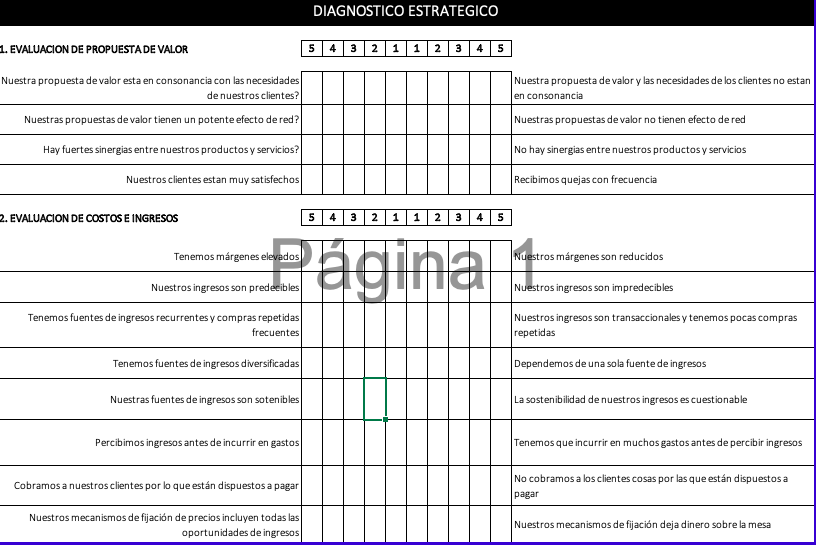 DIAGNOSTICO ESTRATEGICO
1. EVALUACION DE PROPUESTA DE VALOR 5 4 3 2 1 1 2 3 4 5
Nuestra propuesta de valor esta en consonancia con las necesidades
de nuestros clientes?
Nuestra propuesta de valor y las necesidades de los clientes no estan
en consonancia
Nuestras propuestas de valor tienen un potente efecto de red?
Nuestras propuestas de valor no tienen efecto de red
Hay fuertes sinergias entre nuestros productos y servicios?
No hay sinergias entre nuestros productos y servicios
Nuestros clientes estan muy satisfechos
Recibimos quejas con frecuencia
2. EVALUACION DE COSTOS E INGRESOS 5 4 3 2 1 1 2 3 4 5
Página 1
Tenemos márgenes elevados
Nuestros márgenes son reducidos
Nuestros ingresos son predecibles
Nuestros ingresos son impredecibles
Tenemos fuentes de ingresos recurrentes y compras repetidas
frecuentes
Nuestros ingresos son transaccionales y tenemos pocas compras
repetidas
Tenemos fuentes de ingresos diversificadas
Dependemos de una sola fuente de ingresos
Nuestras fuentes de ingresos son sotenibles
La sostenibilidad de nuestros ingresos es cuestionable
Percibimos ingresos antes de incurrir en gastos
Tenemos que incurrir en muchos gastos antes de percibir ingresos
Cobramos a nuestros clientes por lo que están dispuestos a pagar
No cobramos a los clientes cosas por las que están dispuestos a
pagar
Nuestros mecanismos de fijación de precios incluyen todas las
oportunidades de ingresos
Nuestros mecanismos de fijación deja dinero sobre la mesa